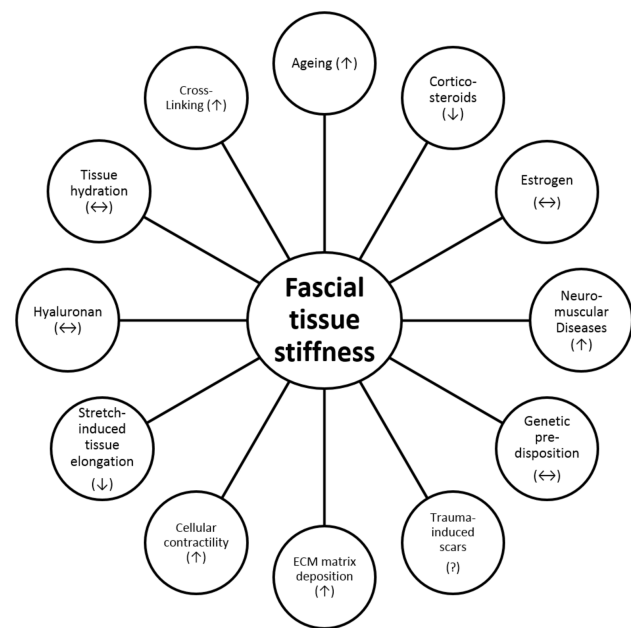 Ageing (↑)
Cortico-
steroids
(↓)
Estrogen
(↔)
Neuro-
muscular
Diseases
(↑)
Genetic
pre-
disposition
(↔)
Trauma-
induced
scars
(?)
ECM matrix
deposition
(↑)
Cellular
contractility
(↑)
Stretch-
induced
tissue
elongation
(↓)
Hyaluronan
(↔)
Tissue
hydration
(↔)
Cross-
Linking (↑)
Fascial
tissue
stiffness